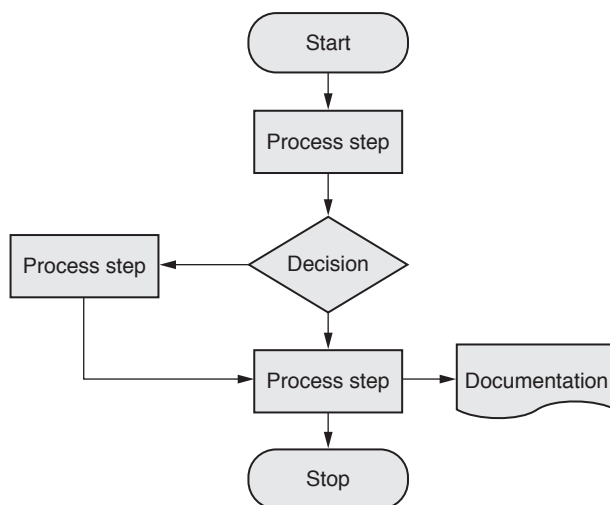 Start
Process step
Process step
Decision
Process step
Documentation
Stop